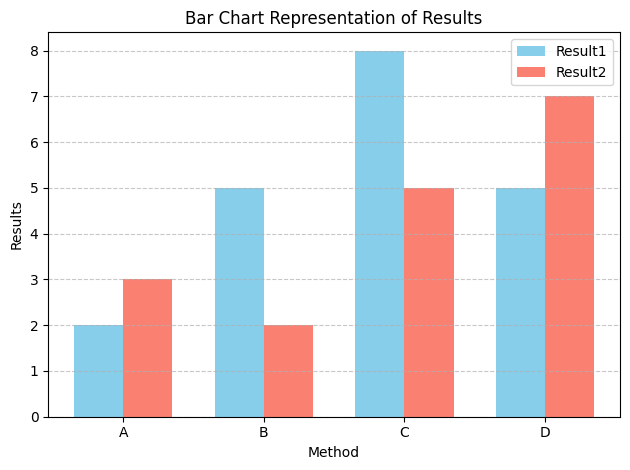 Bar Chart Representation of Results
Result1
Result2
8
7
6
5
4
3
2
1
0
Results
A B C D
Method